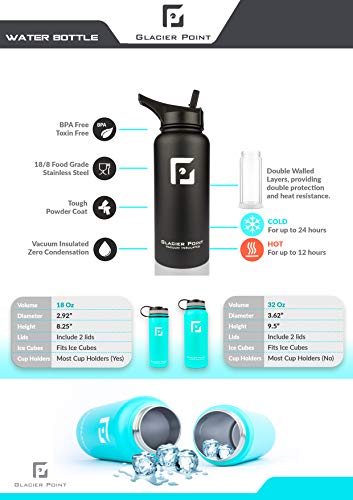 WATER BOTTLE
GLACIER POINT
BPA Free
Toxin Free
BPA
18/8 Food Grade
Stainless Steel
Tough
Powder Coat
Vacuum Insulated
Zero Condensation
GLACIER POINT
VACUUM INSULATED
Double Walled
Layers, providing
double protection
and heat resistance.
COLD
For up to 24 hours
HOT
For up to 12 hours
Volume 18 Oz
Diameter 2.92"
Height 8.25"
Lids Include 2 lids
Ice Cubes Fits Ice Cubes
Cup Holders Most Cup Holders (Yes)
Volume 32 Oz
Diameter 3.62"
Height 9.5"
Lids Include 2 lids
Ice Cubes Fits Ice Cubes
Cup Holders Most Cup Holders (No)
GLACIER POINT